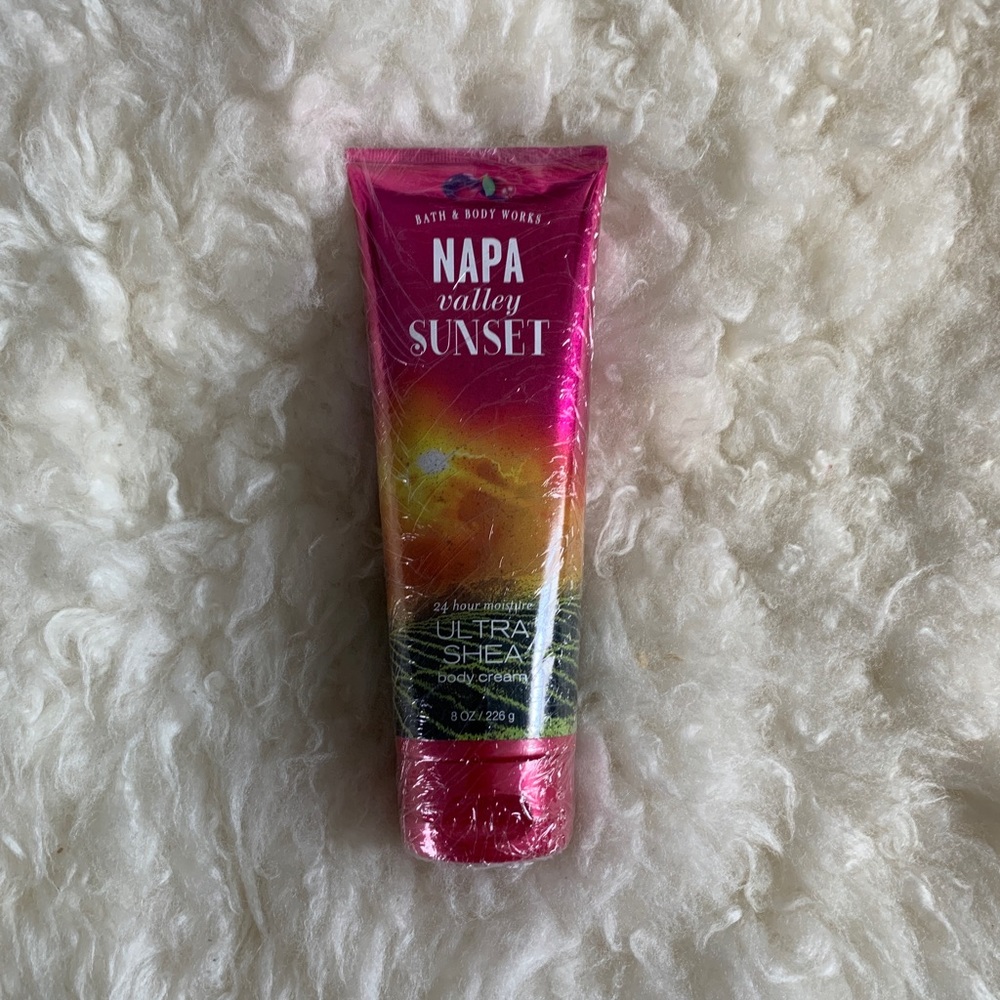 BATH & BODY WORKS
NAPA
valley
SUNSET
24 hour moisture
ULTRA
SHEA
body cream
8 OZ / 226 g